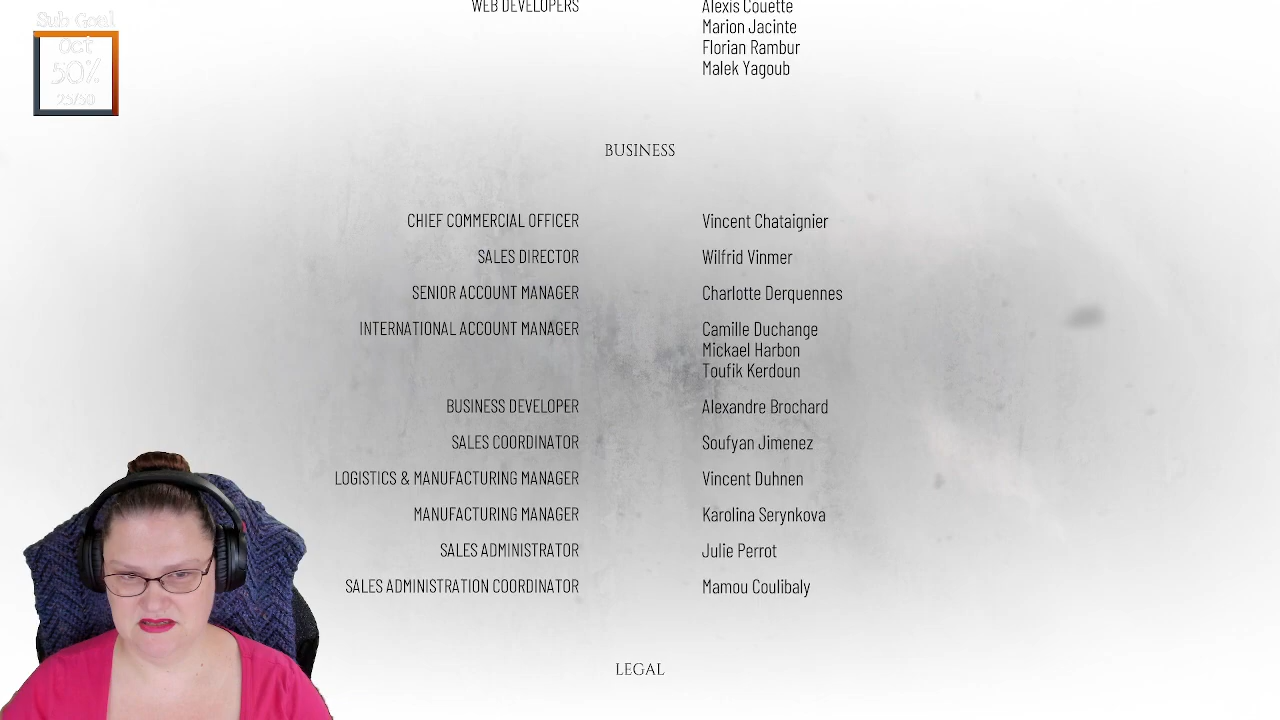 Sub Goal
Oct
50%
25/50
WEB DEVELOPERS Alexis Couette
Marion Jacinte
Florian Rambur
Malek Yagoub
BUSINESS
CHIEF COMMERCIAL OFFICER Vincent Chataignier
SALES DIRECTOR Wilfrid Vinmer
SENIOR ACCOUNT MANAGER Charlotte Derquennes
INTERNATIONAL ACCOUNT MANAGER Camille Duchange
Mickael Harbon
Toufik Kerdoun
BUSINESS DEVELOPER Alexandre Brochard
SALES COORDINATOR Soufyan Jimenez
LOGISTICS & MANUFACTURING MANAGER Vincent Duhnen
MANUFACTURING MANAGER Karolina Serynkova
SALES ADMINISTRATOR Julie Perrot
SALES ADMINISTRATION COORDINATOR Mamou Coulibaly
LEGAL